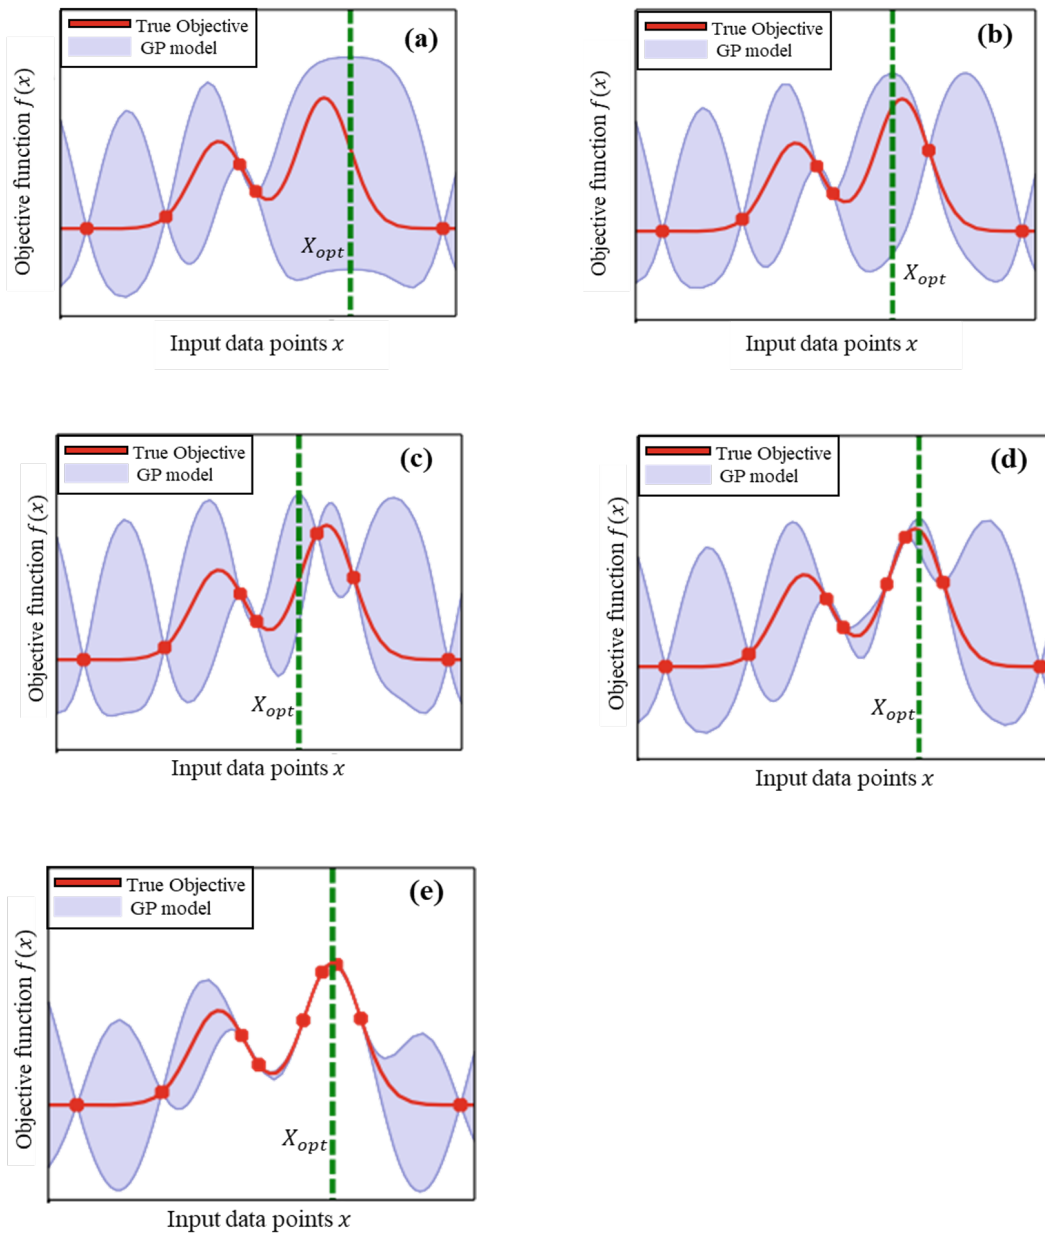 True Objective
GP model
(a)
Objective function f (x)
X_opt
Input data points x
True Objective
GP model
(b)
Objective function f (x)
X_opt
Input data points x
True Objective
GP model
(c)
Objective function f (x)
X_opt
Input data points x
True Objective
GP model
(d)
Objective function f (x)
X_opt
Input data points x
True Objective
GP model
(e)
Objective function f (x)
X_opt
Input data points x